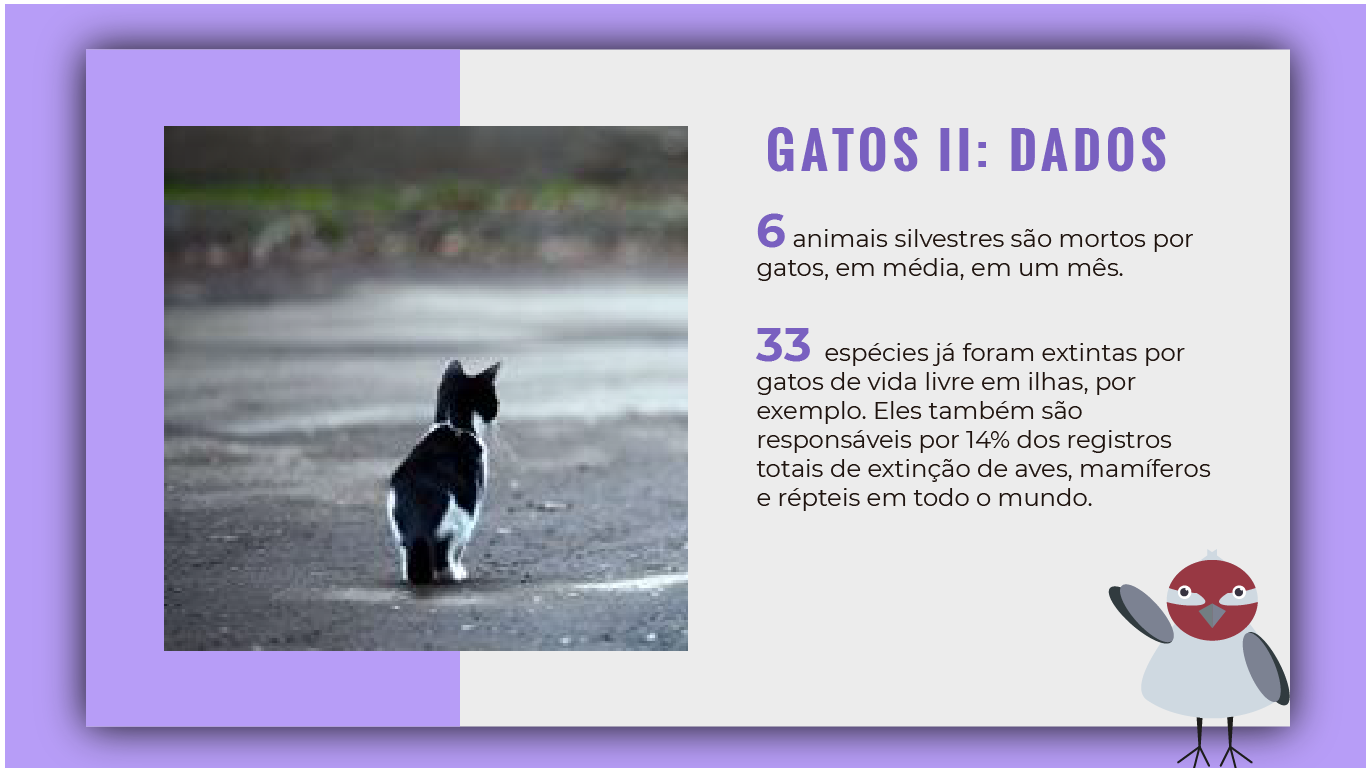 GATOS II: DADOS
6 animais silvestres são mortos por
gatos, em média, em um mês.
33 espécies já foram extintas por
gatos de vida livre em ilhas, por
exemplo. Eles também são
responsáveis por 14% dos registros
totais de extinção de aves, mamíferos
e répteis em todo o mundo.